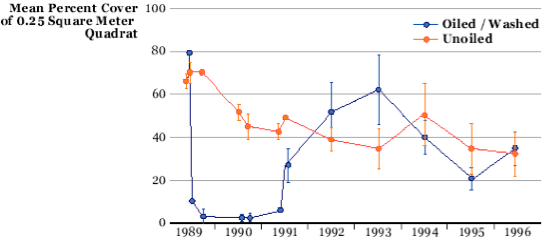 Mean Percent Cover
of 0.25 Square Meter
Quadrat
100
80
60
40
20
0
Oiled / Washed
Unoiled
1989 1990 1991 1992 1993 1994 1995 1996